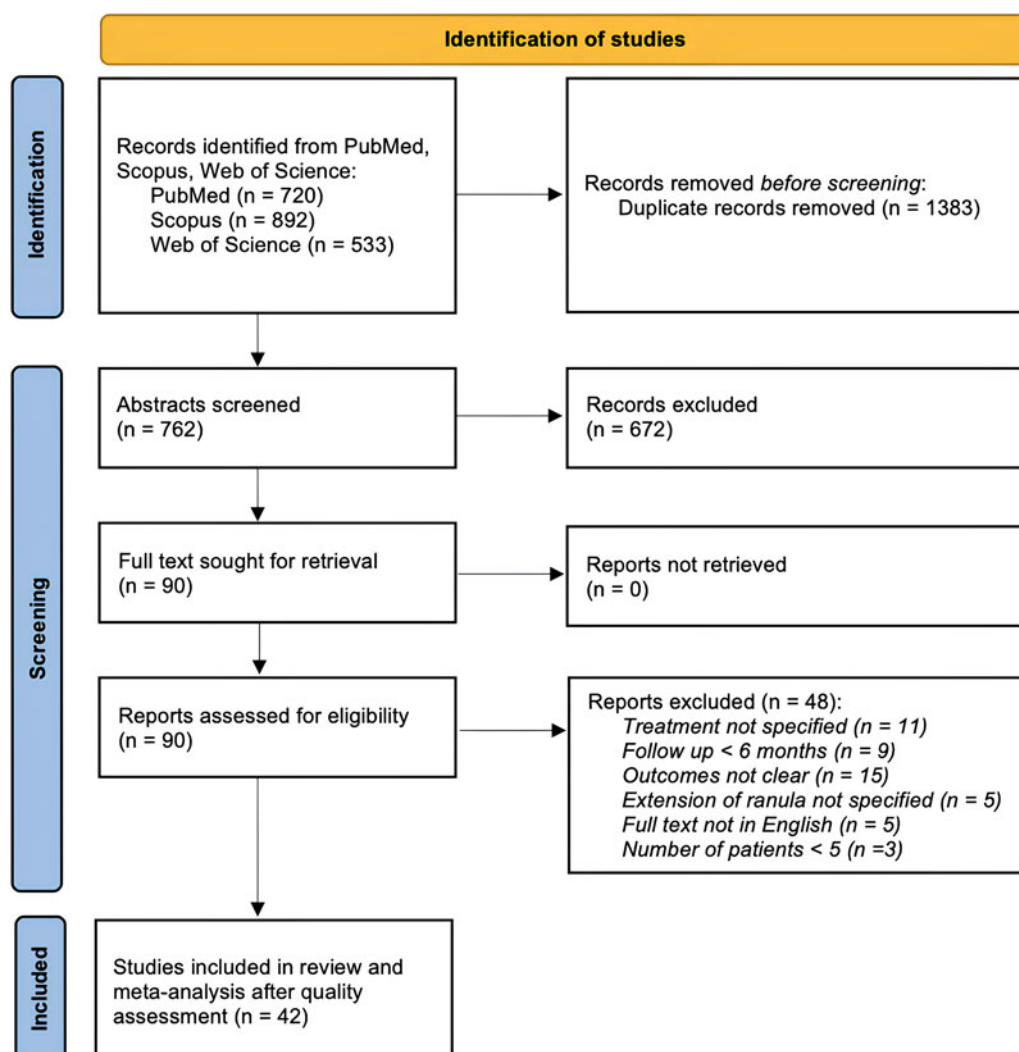 Identification of studies
Identification
Records identified from PubMed,
Scopus, Web of Science:
PubMed (n = 720)
Scopus (n = 892)
Web of Science (n = 533)
Records removed before screening:
Duplicate records removed (n = 1383)
Screening
Abstracts screened
(n = 762)
Records excluded
(n = 672)
Full text sought for retrieval
(n = 90)
Reports not retrieved
(n = 0)
Reports assessed for eligibility
(n = 90)
Reports excluded (n = 48):
Treatment not specified (n = 11)
Follow up < 6 months (n = 9)
Outcomes not clear (n = 15)
Extension of ranula not specified (n = 5)
Full text not in English (n = 5)
Number of patients < 5 (n =3)
Included
Studies included in review and
meta-analysis after quality
assessment (n = 42)